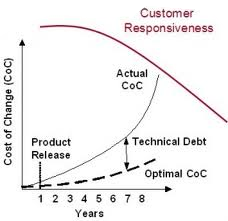 Customer
Responsiveness
Actual
CoC
Cost of Change (CoC)
Product
Release
Technical Debt
Optimal CoC
1 2 3 4 5 6 7 8
Years